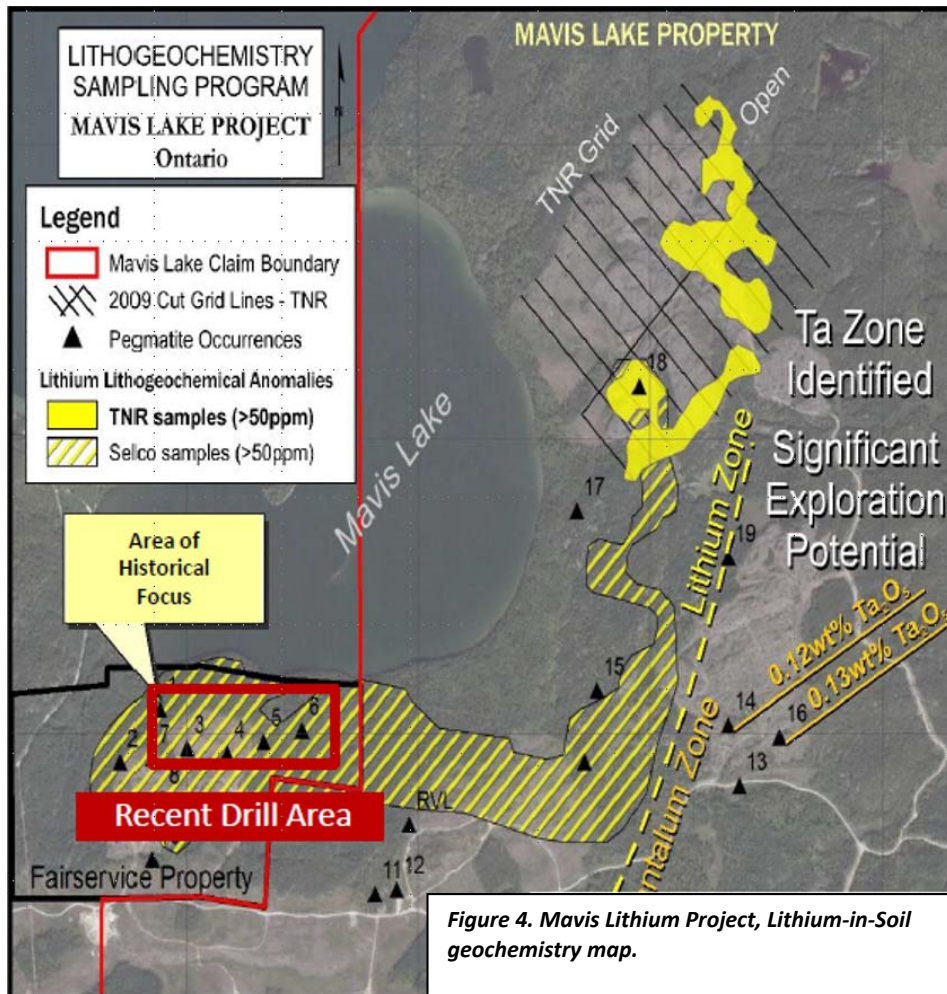 LITHOGEOCHEMISTRY
SAMPLING PROGRAM
MAVIS LAKE PROJECT
Ontario
N
MAVIS LAKE PROPERTY
Legend
Mavis Lake Claim Boundary
2009 Cut Grid Lines - TNR
Pegmatite Occurrences
Lithium Lithogeochemical Anomalies
TNR samples (>50ppm)
Selco samples (>50ppm)
TNR Grid
Open
18
Ta Zone
Identified
Significant
Exploration
Potential
Mavis Lake
17
19
Lithium Zone
Area of
Historical
Focus
0.12wt% Ta2O5
0.13wt% Ta2O5
15
14
16
13
1
2
7
3
4
5
6
8
Recent Drill Area
RVL
Fairservice Property
11
12
ntalum Zone
Figure 4. Mavis Lithium Project, Lithium-in-Soil
geochemistry map.